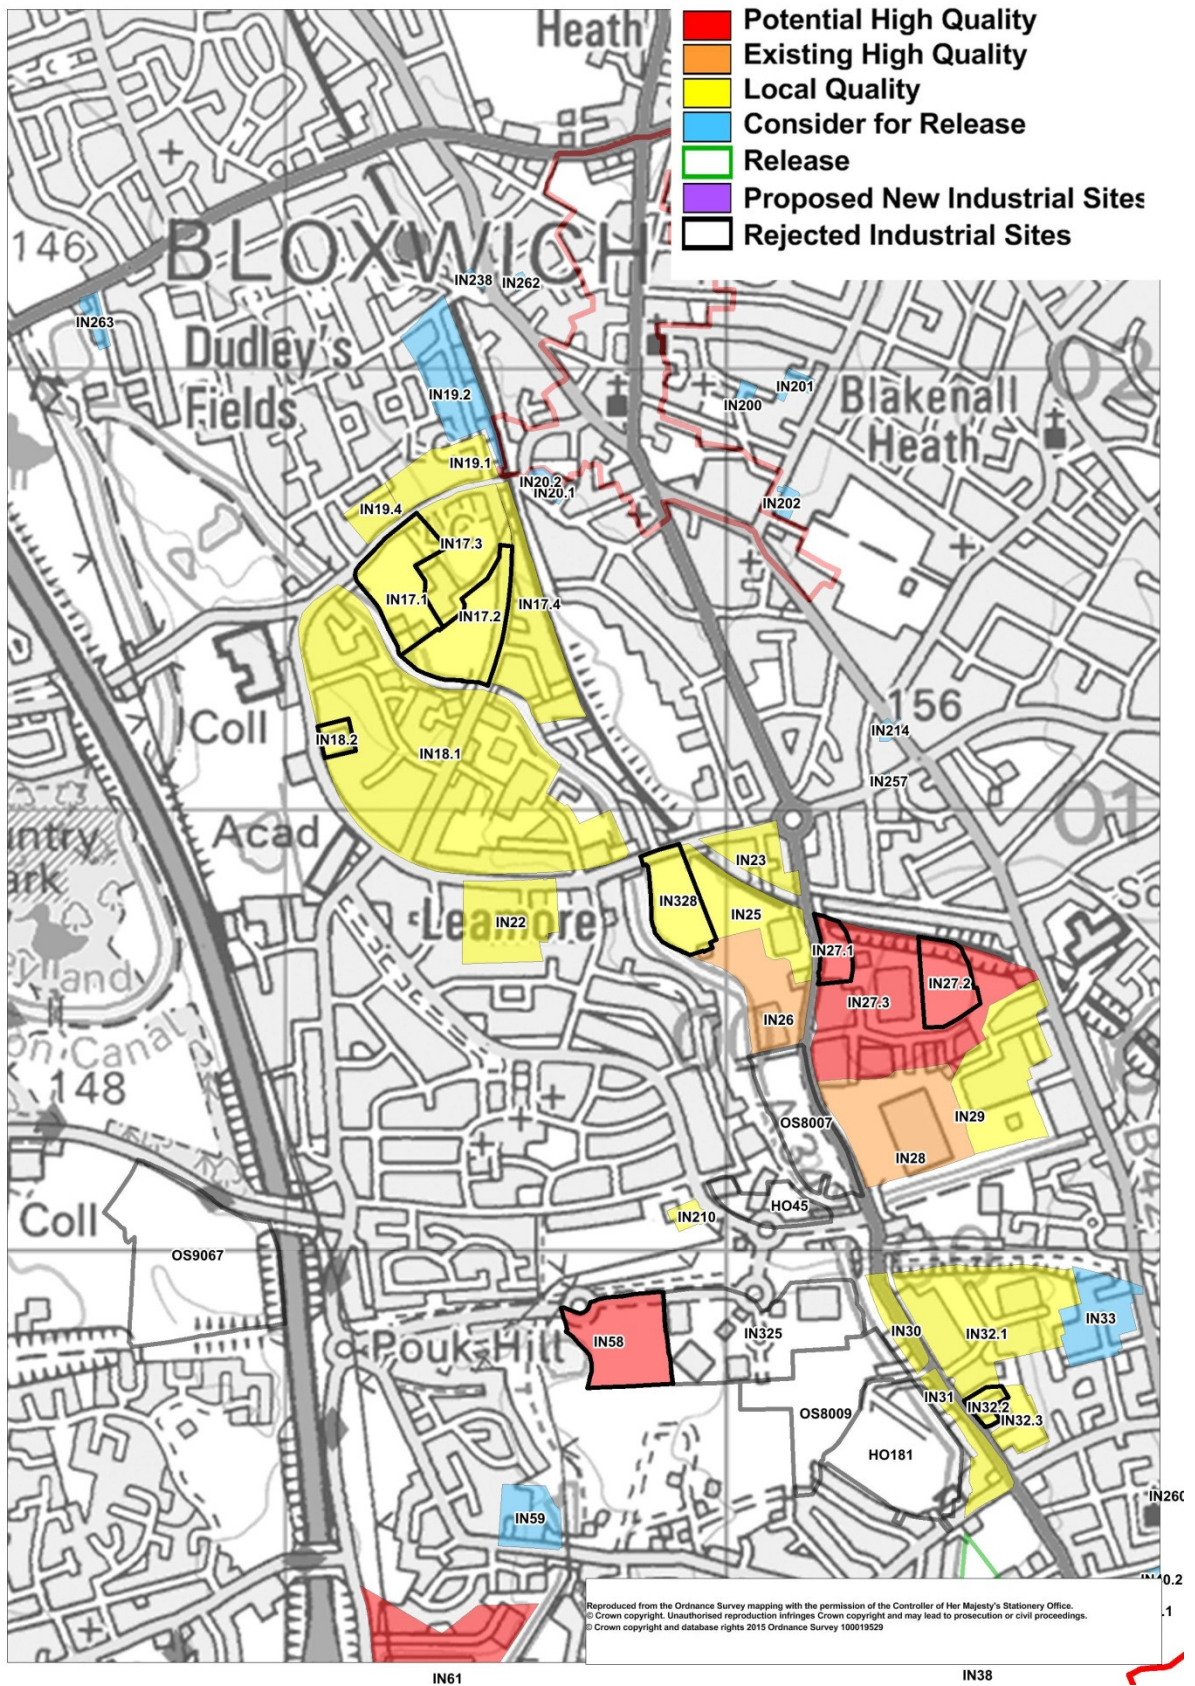 Heath
Potential High Quality
Existing High Quality
Local Quality
Consider for Release
Release
Proposed New Industrial Sites
Rejected Industrial Sites
146
BLOXWICH
IN238
IN262
IN263
Dudley's
Fields
IN19.2
IN200
IN201
02
Blakenall
Heath
IN19.1
IN20.2
IN20.1
IN19.4
IN202
IN17.3
IN17.1
IN17.2
IN17.4
Coll
IN18.2
IN18.1
156
IN214
IN257
01
Acad
IN23
IN328
IN25
Leamore
IN22
IN27.1
IN27.2
IN27.3
IN26
148
OS8007
IN29
IN28
Coll
HO45
IN210
OS9067
IN58
IN325
IN30
IN32.1
IN33
Pouk Hill
IN31
IN32.2
IN32.3
OS8009
HO181
IN59
IN260
Reproduced from the Ordnance Survey mapping with the permission of the Controller of Her Majesty's Stationery Office.
© Crown copyright. Unauthorised reproduction infringes Crown copyright and may lead to prosecution or civil proceedings.
© Crown copyright and database rights 2015 Ordnance Survey 100019529
IN61
IN38